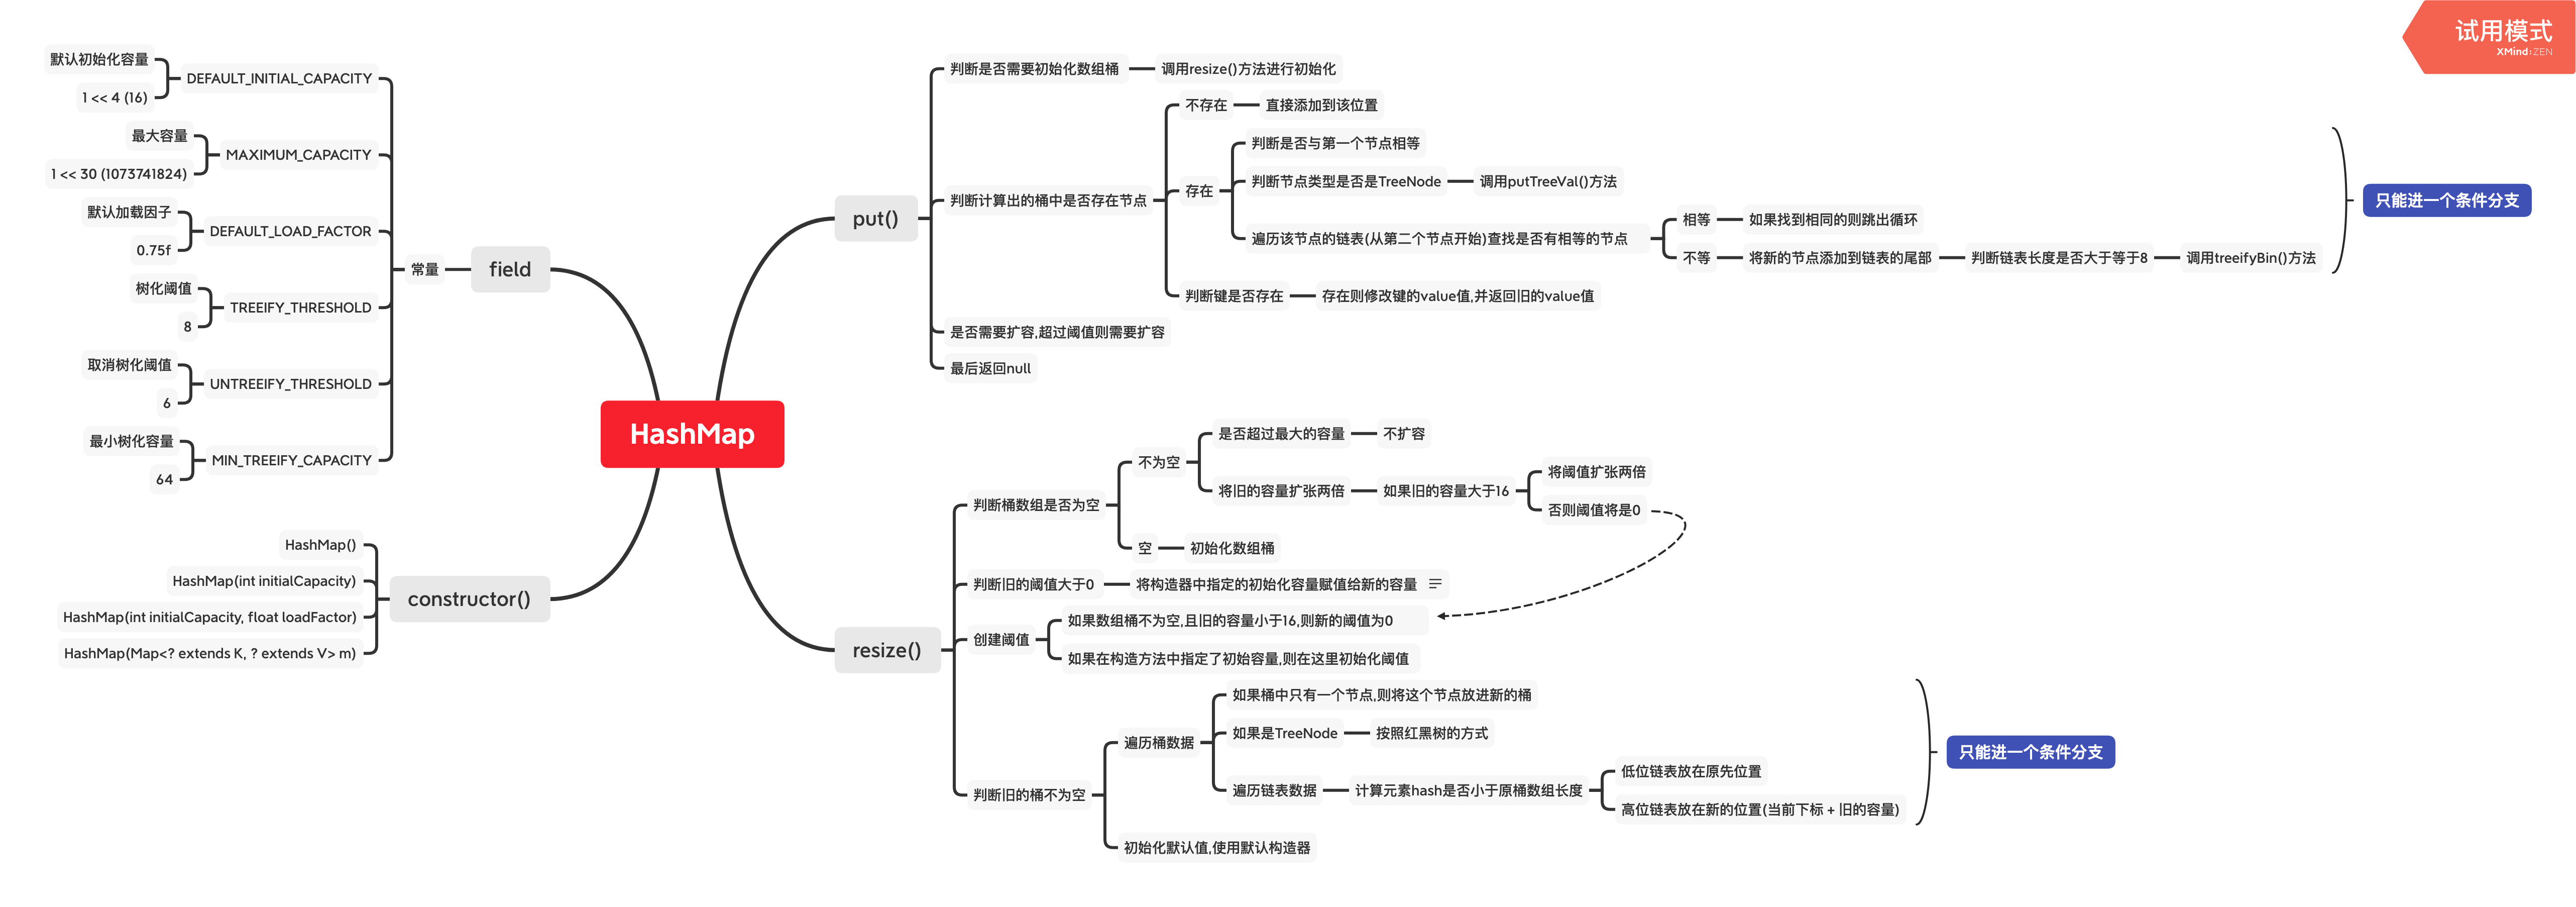 试用模式
XMind:ZEN
HashMap
put()
判断是否需要初始化数组桶
调用resize()方法进行初始化
判断计算出的桶中是否存在节点
不存在
直接添加到该位置
存在
判断是否与第一个节点相等
判断节点类型是否是TreeNode
调用putTreeVal()方法
遍历该节点的链表(从第二个节点开始)查找是否有相等的节点
相等
如果找到相同的则跳出循环
不等
将新的节点添加到链表的尾部
判断链表长度是否大于等于8
调用treeifyBin()方法
判断键是否存在
存在则修改键的value值,并返回旧的value值
只能进一个条件分支
是否需要扩容,超过阈值则需要扩容
最后返回null
resize()
判断桶数组是否为空
不为空
是否超过最大的容量
不扩容
将旧的容量扩张两倍
如果旧的容量大于16
将阈值扩张两倍
否则阈值将是0
空
初始化数组桶
判断旧的阈值大于0
将构造器中指定的初始化容量赋值给新的容量
创建阈值
如果数组桶不为空,且旧的容量小于16,则新的阈值为0
如果在构造方法中指定了初始容量,则在这里初始化阈值
判断旧的桶不为空
遍历桶数据
如果桶中只有一个节点,则将这个节点放进新的桶
如果是TreeNode
按照红黑树的方式
遍历链表数据
计算元素hash是否小于原桶数组长度
低位链表放在原先位置
高位链表放在新的位置(当前下标 + 旧的容量)
只能进一个条件分支
初始化默认值,使用默认构造器
field
常量
DEFAULT_INITIAL_CAPACITY
默认初始化容量
1 << 4 (16)
MAXIMUM_CAPACITY
最大容量
1 << 30 (1073741824)
DEFAULT_LOAD_FACTOR
默认加载因子
0.75f
TREEIFY_THRESHOLD
树化阈值
8
UNTREEIFY_THRESHOLD
取消树化阈值
6
MIN_TREEIFY_CAPACITY
最小树化容量
64
constructor()
HashMap()
HashMap(int initialCapacity)
HashMap(int initialCapacity, float loadFactor)
HashMap(Map<? extends K, ? extends V> m)